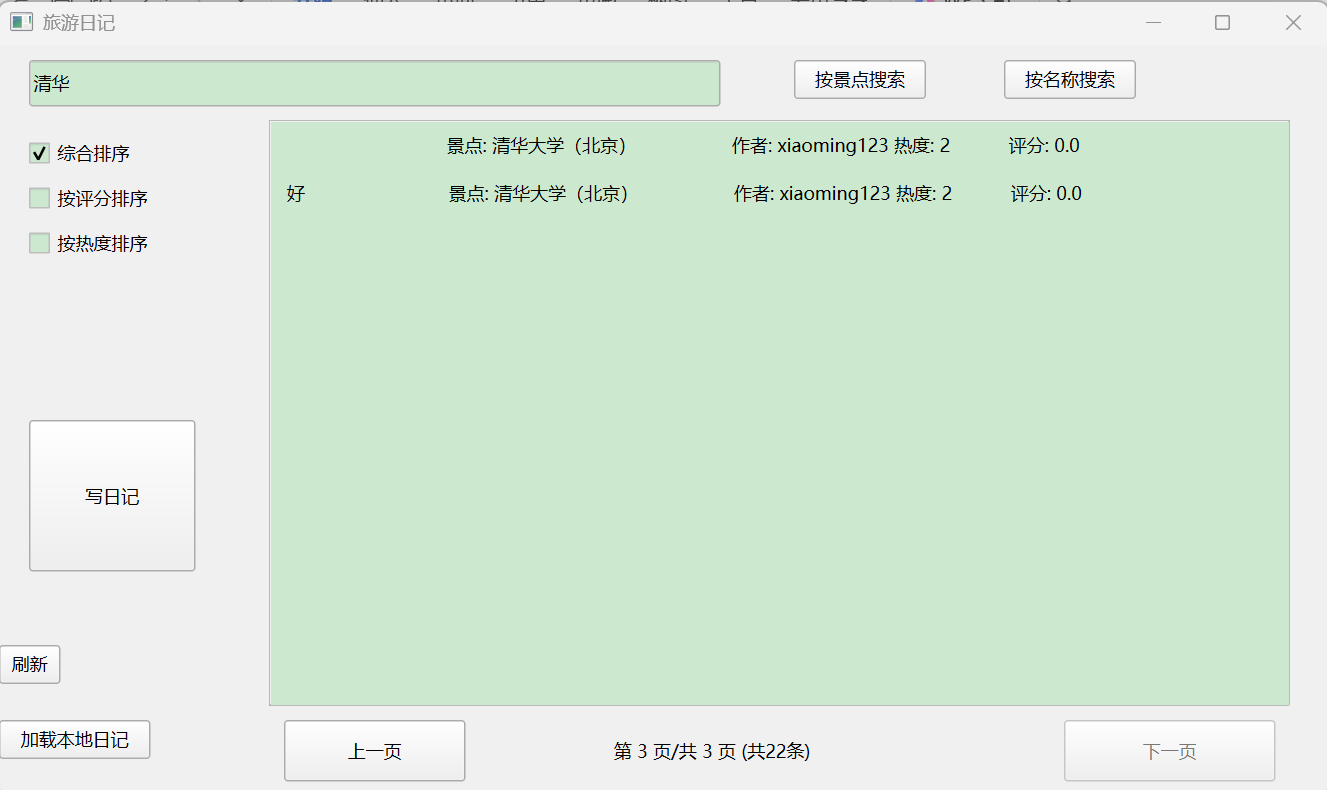 旅游日记
清华
按景点搜索
按名称搜索
综合排序
按评分排序
按热度排序
景点: 清华大学（北京） 作者: xiaoming123 热度: 2 评分: 0.0
好 景点: 清华大学（北京） 作者: xiaoming123 热度: 2 评分: 0.0
写日记
刷新
加载本地日记
上一页
第 3 页/共 3 页 (共22条)
下一页